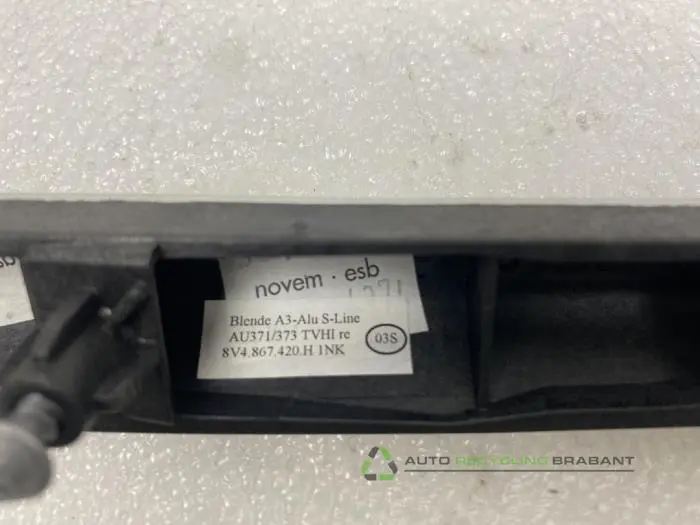 novem · esb
Blende A3-Alu S-Line
AU371/373 TVHI re
8V4.867.420.H 1NK
03S
AUTO RECYCLING BRABANT